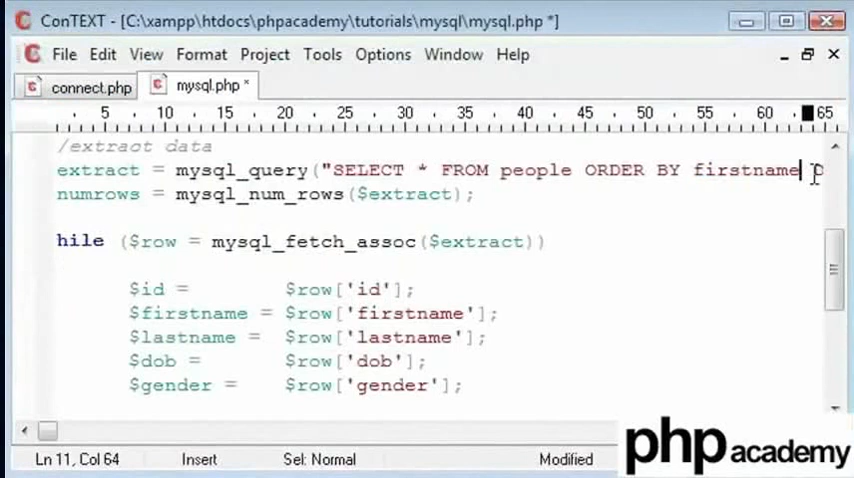 ConTEXT - [C:\xampp\htdocs\phpacademy\tutorials\mysql\mysql.php *]
File Edit View Format Project Tools Options Window Help
connect.php mysql.php *
5 10 15 20 25 30 35 40 45 50 55 60 65
/extract data
extract = mysql_query("SELECT * FROM people ORDER BY firstname
numrows = mysql_num_rows($extract);
hile ($row = mysql_fetch_assoc($extract))
$id = $row['id'];
$firstname = $row['firstname'];
$lastname = $row['lastname'];
$dob = $row['dob'];
$gender = $row['gender'];
Ln 11, Col 64 Insert Sel: Normal Modified
php academy